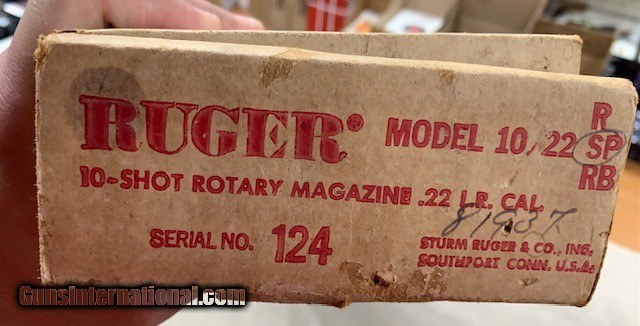 RUGER® MODEL 10/22 R
SP
RB
10-SHOT ROTARY MAGAZINE .22 L.R. CAL.
81937
SERIAL NO. 124
STURM RUGER & CO., INC.
SOUTHPORT CONN. U.S.A.
GunsInternational.com